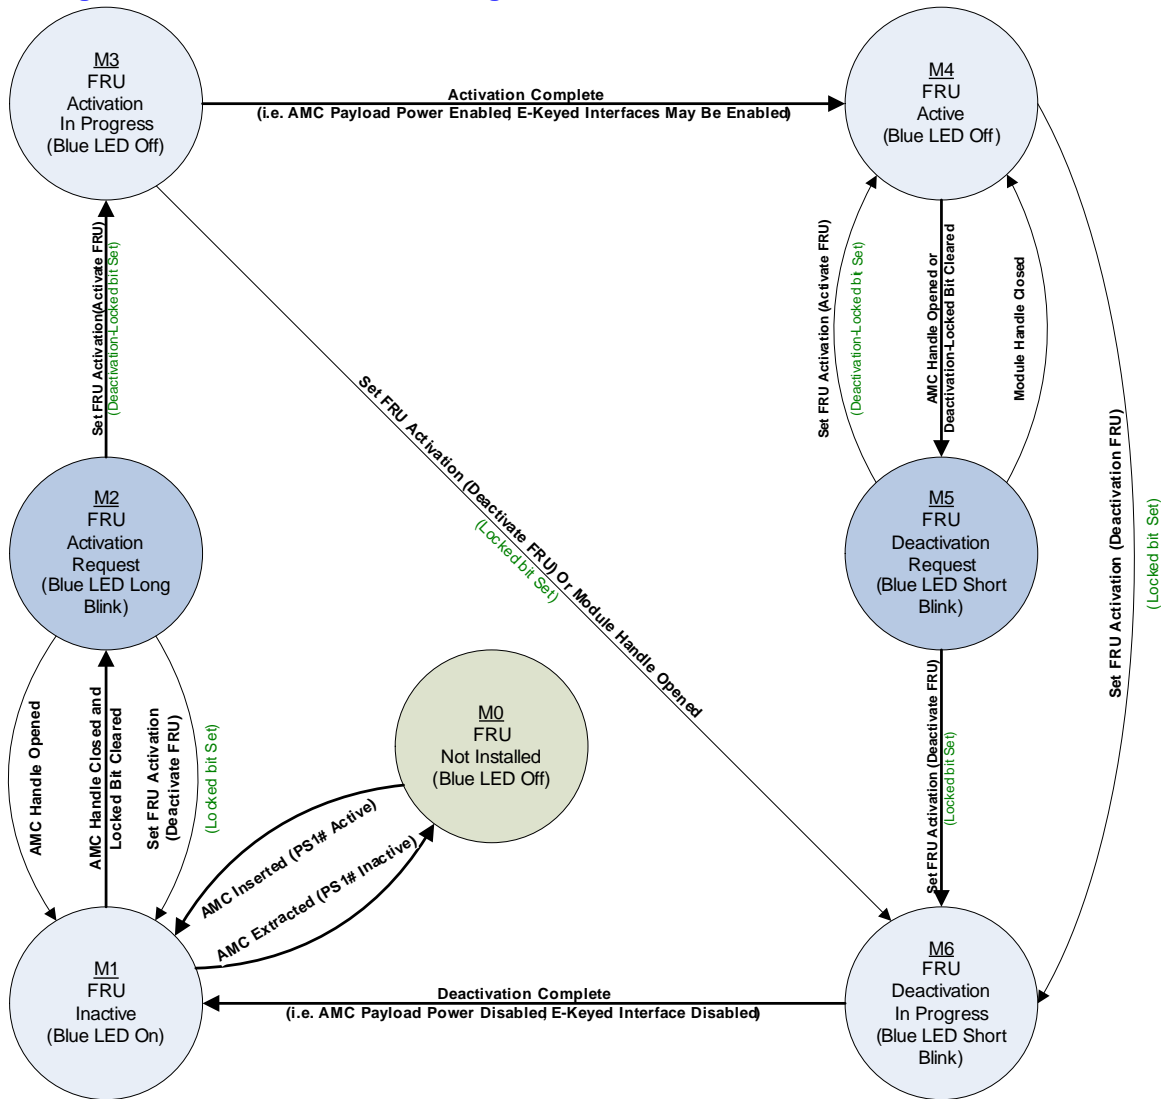 M3
FRU
Activation
In Progress
(Blue LED Off)
Activation Complete
(i.e. AMC Payload Power Enabled, E-Keyed Interfaces May Be Enabled)
M4
FRU
Active
(Blue LED Off)
Set FRU Activation(Activate FRU)
(Deactivation-Locked bit Set)
Set FRU Activation (Activate FRU)
(Deactivation-Locked bit Set)
AMC Handle Opened or
Deactivation-Locked Bit Cleared
Module Handle Closed
Set FRU Activation (Deactivation FRU)
(Locked bit Set)
Set FRU Activation (Deactivate FRU) Or Module Handle Opened
(Locked bit Set)
M2
FRU
Activation
Request
(Blue LED Long
Blink)
M5
FRU
Deactivation
Request
(Blue LED Short
Blink)
AMC Handle Opened
AMC Handle Closed and
Locked Bit Cleared
Set FRU Activation
(Deactivate FRU)
(Locked bit Set)
M0
FRU
Not Installed
(Blue LED Off)
Set FRU Activation (Deactivate FRU)
(Locked bit Set)
AMC Inserted (PS1# Active)
AMC Extracted (PS1# Inactive)
M1
FRU
Inactive
(Blue LED On)
Deactivation Complete
(i.e. AMC Payload Power Disabled, E-Keyed Interface Disabled)
M6
FRU
Deactivation
In Progress
(Blue LED Short
Blink)